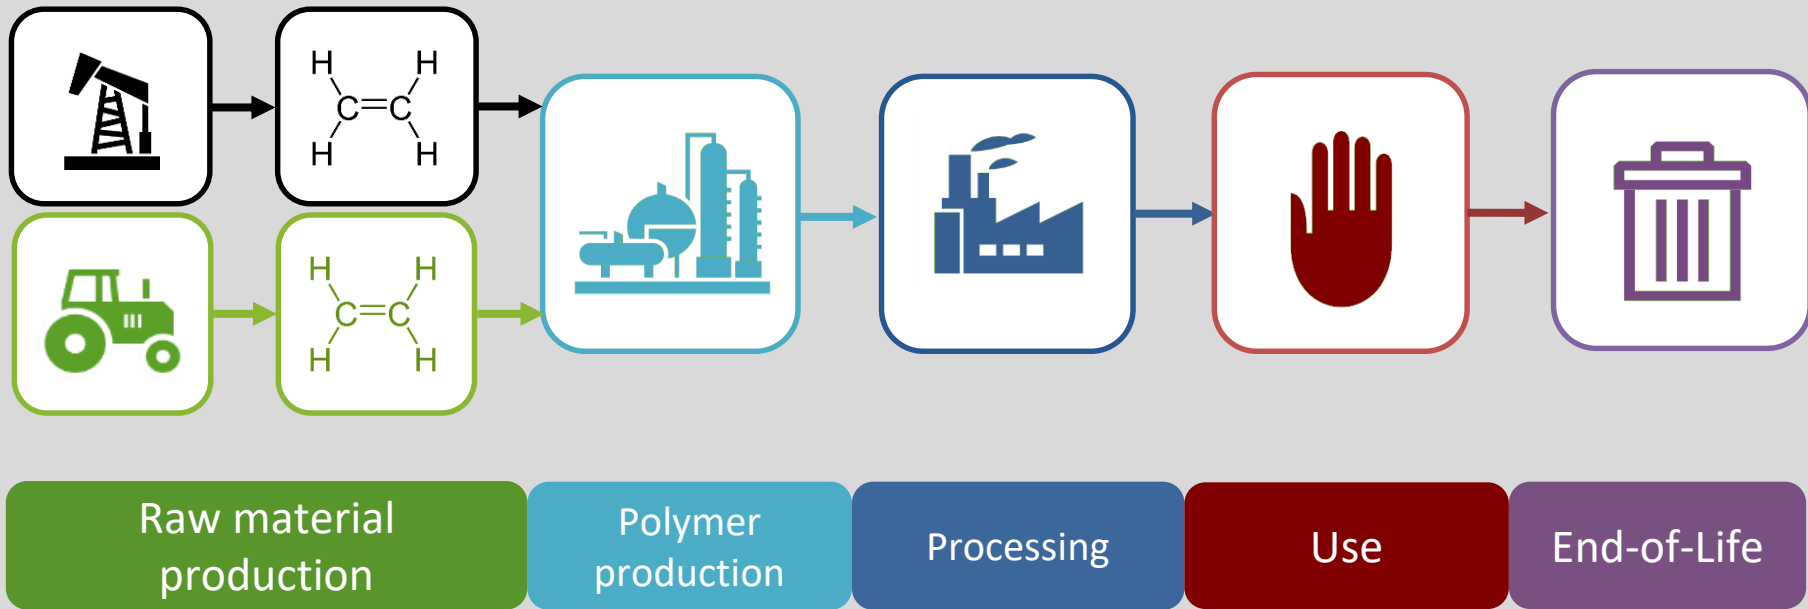 H H
C=C
H H
H H
C=C
H H
Raw material
production
Polymer
production
Processing
Use
End-of-Life